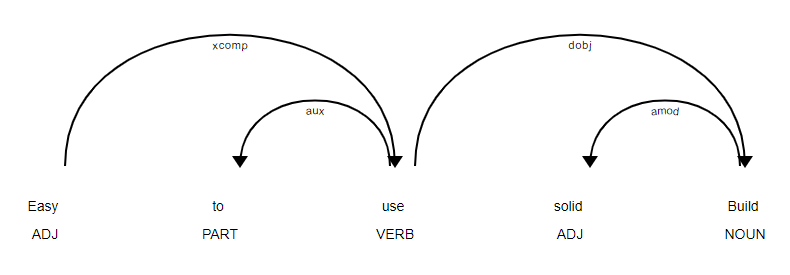 xcomp dobj
aux amod
Easy to use solid Build
ADJ PART VERB ADJ NOUN